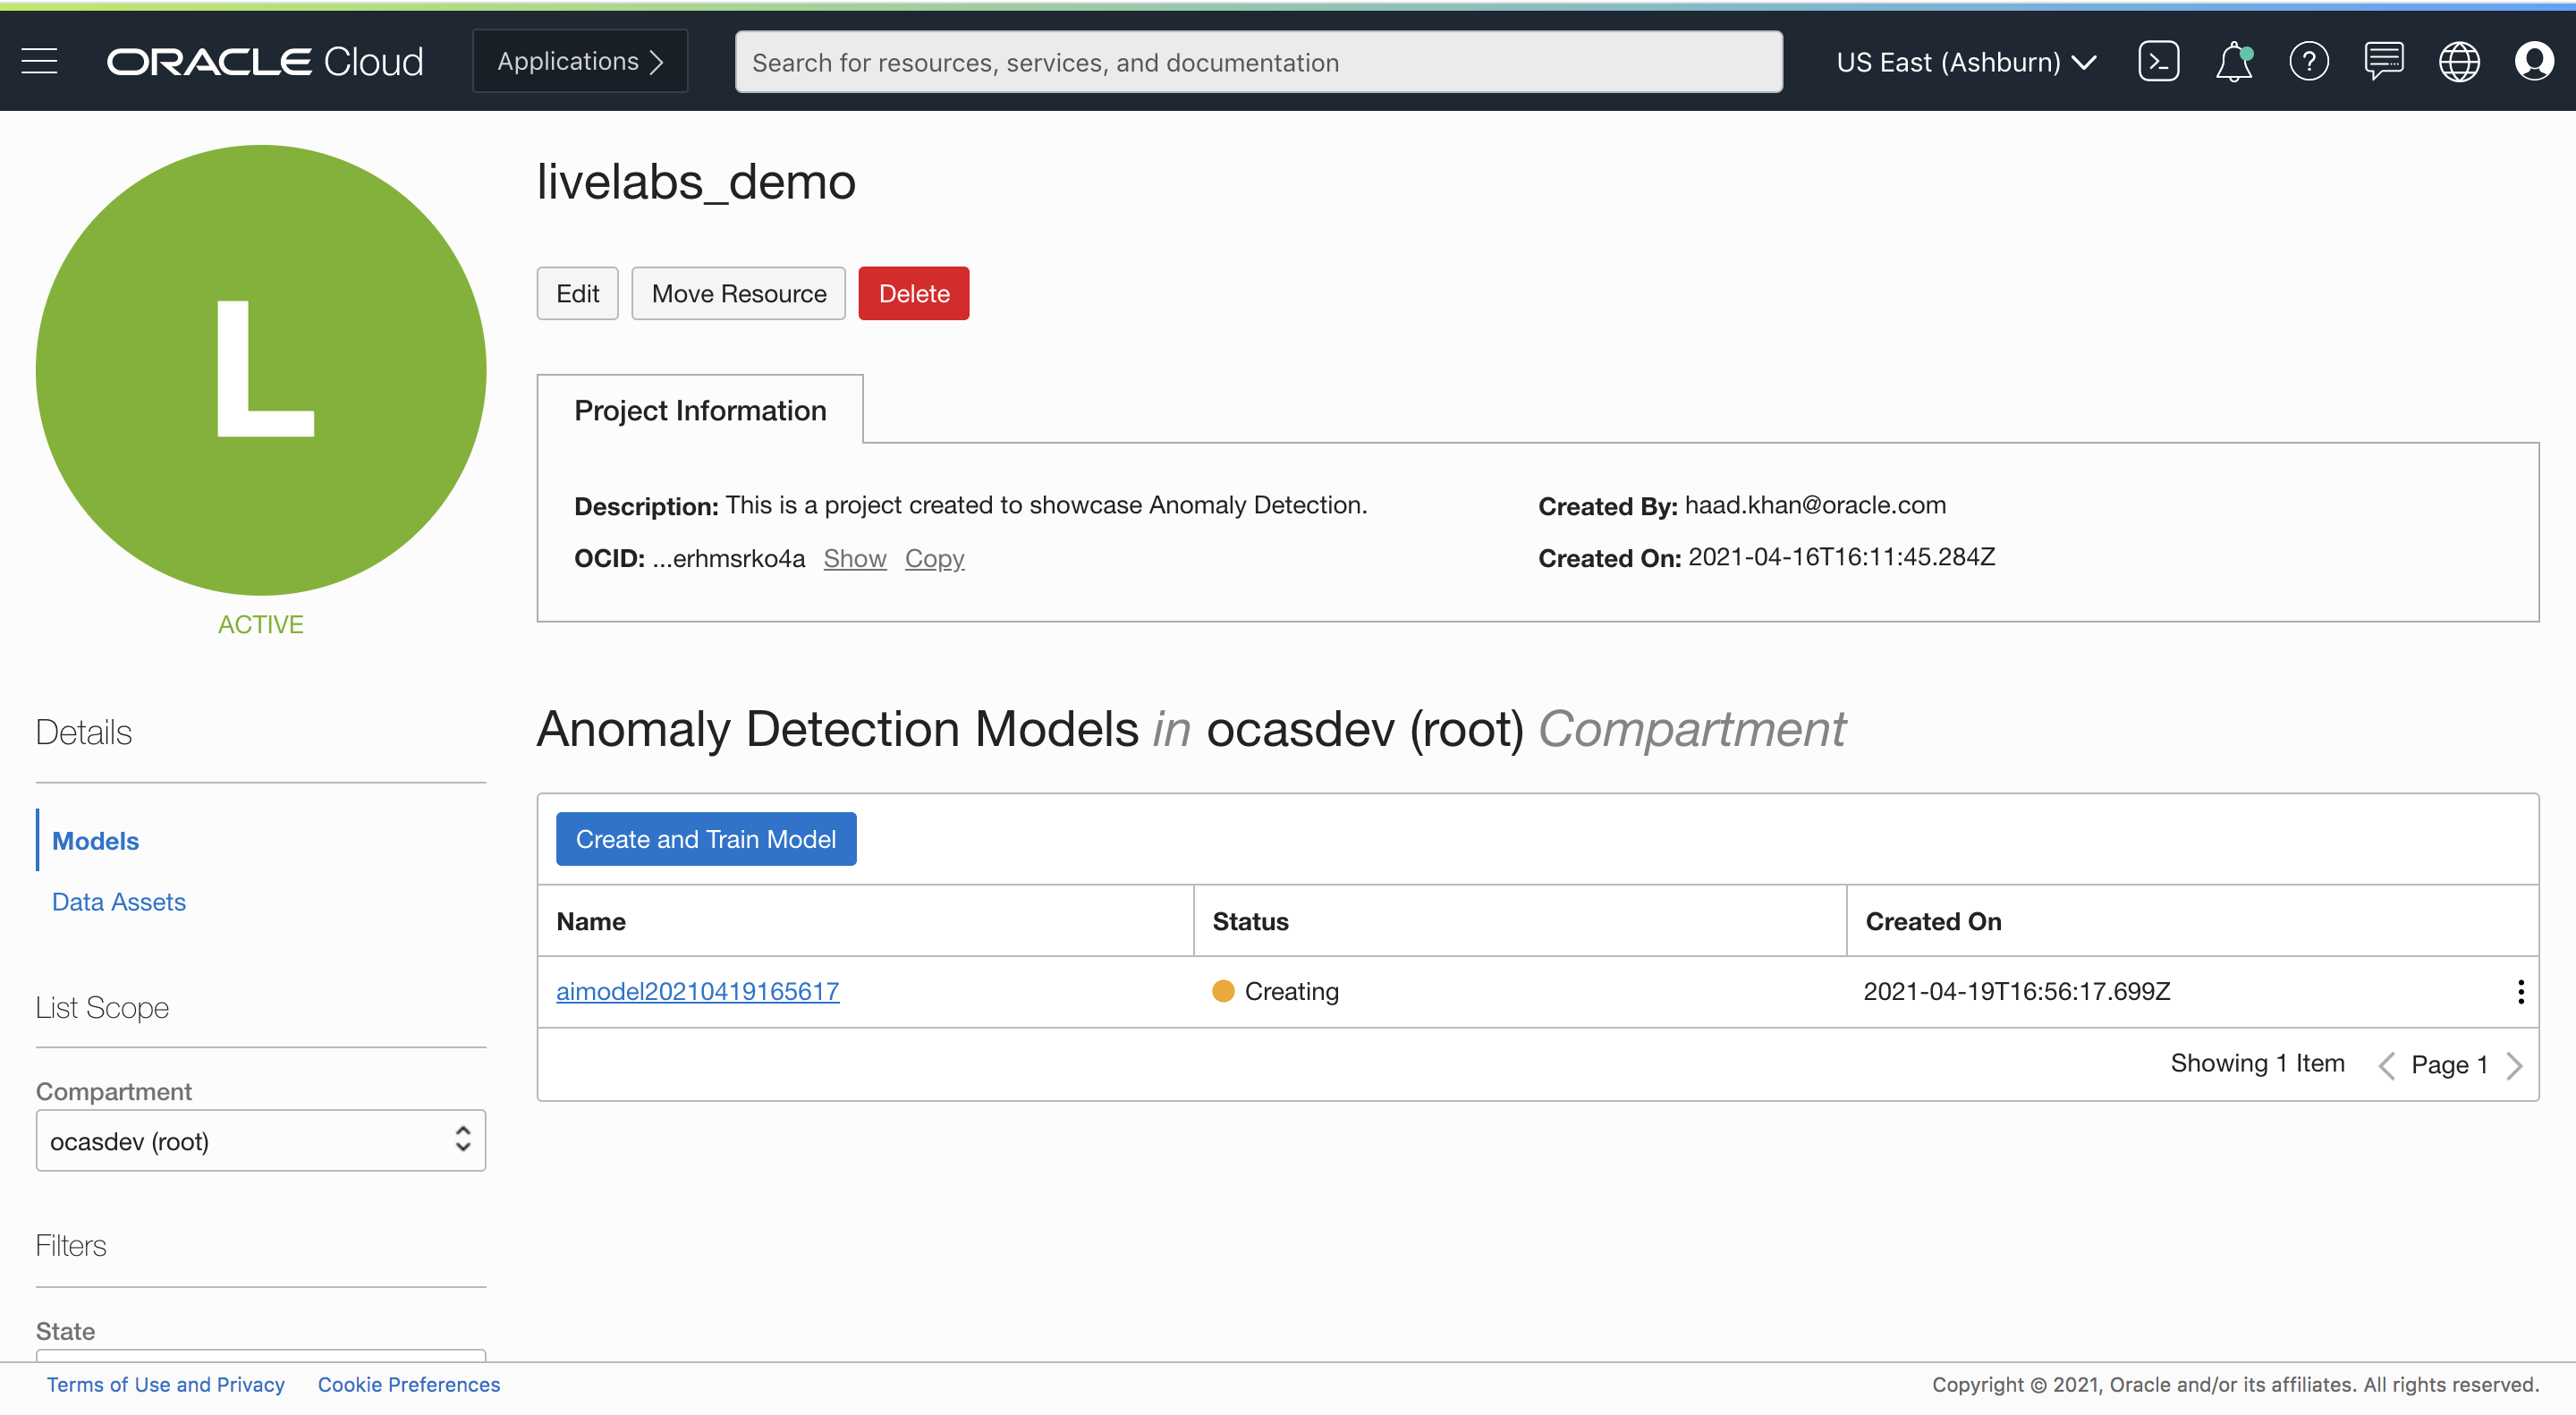 ORACLE Cloud
Applications
Search for resources, services, and documentation
US East (Ashburn)
L
ACTIVE
livelabs_demo
Edit
Move Resource
Delete
Project Information
Description: This is a project created to showcase Anomaly Detection.
Created By: haad.khan@oracle.com
OCID: ...erhmsrko4a Show Copy
Created On: 2021-04-16T16:11:45.284Z
Details
Models
Data Assets
List Scope
Compartment
ocasdev (root)
Filters
State
Anomaly Detection Models in ocasdev (root) Compartment
Create and Train Model
Name Status Created On
aimodel20210419165617 Creating 2021-04-19T16:56:17.699Z
Showing 1 Item Page 1
Terms of Use and Privacy Cookie Preferences
Copyright © 2021, Oracle and/or its affiliates. All rights reserved.